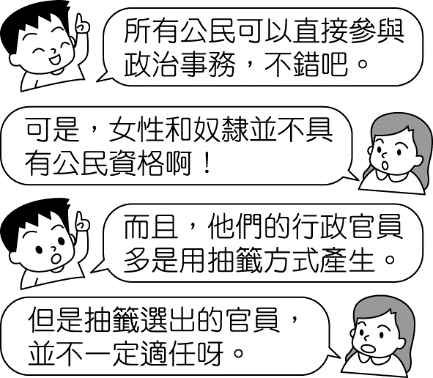 所有公民可以直接參與
政治事務，不錯吧。
可是，女性和奴隸並不具
有公民資格啊！
而且，他們的行政官員
多是用抽籤方式產生。
但是抽籤選出的官員，
並不一定適任呀。